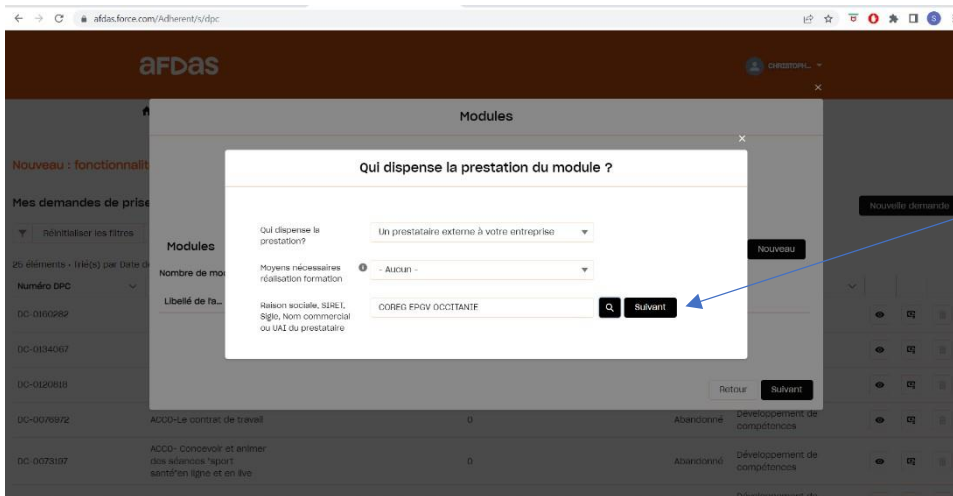 afdas.force.com/Adherent/s/dpc
S
afdas
CHRISTOPH...
×
Modules
×
Nouveau : fonctionnalit
Qui dispense la prestation du module ?
Mes demandes de prise
Nouvelle demande
Réinitialiser les filtres
Qui dispense la
prestation?
Un prestataire externe à votre entreprise
Modules
Nouveau
25 éléments • Trié(s) par Date de
Nombre de mod
Moyens nécessaires
réalisation formation
- Aucun -
Numéro DPC
Libellé de l'a...
Raison sociale, SIRET,
Sigle, Nom commercial
ou UAI du prestataire
COREG EPGV OCCITANIE
Suivant
DC-0160282
DC-0134067
DC-0120818
Retour
Suivant
DC-0076972
ACCO-Le contrat de travail
0
Abandonné
Développement de
compétences
DC-0073197
ACCO- Concevoir et animer
des séances "sport
santé"en ligne et en live
0
Abandonné
Développement de
compétences